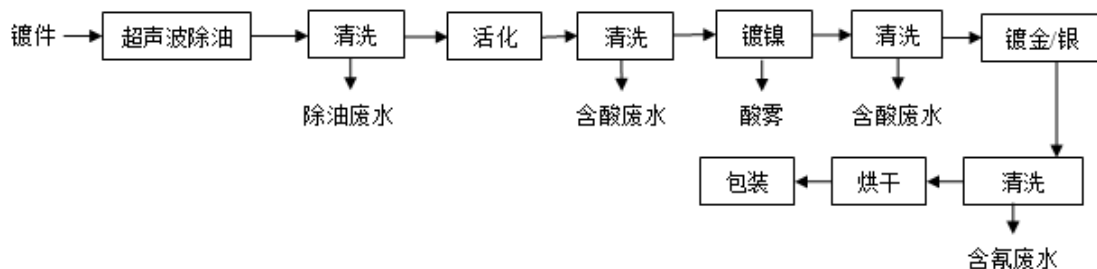 镀件
超声波除油
清洗
活化
清洗
镀镍
清洗
镀金/银
除油废水
含酸废水
酸雾
含酸废水
包装
烘干
清洗
含氰废水